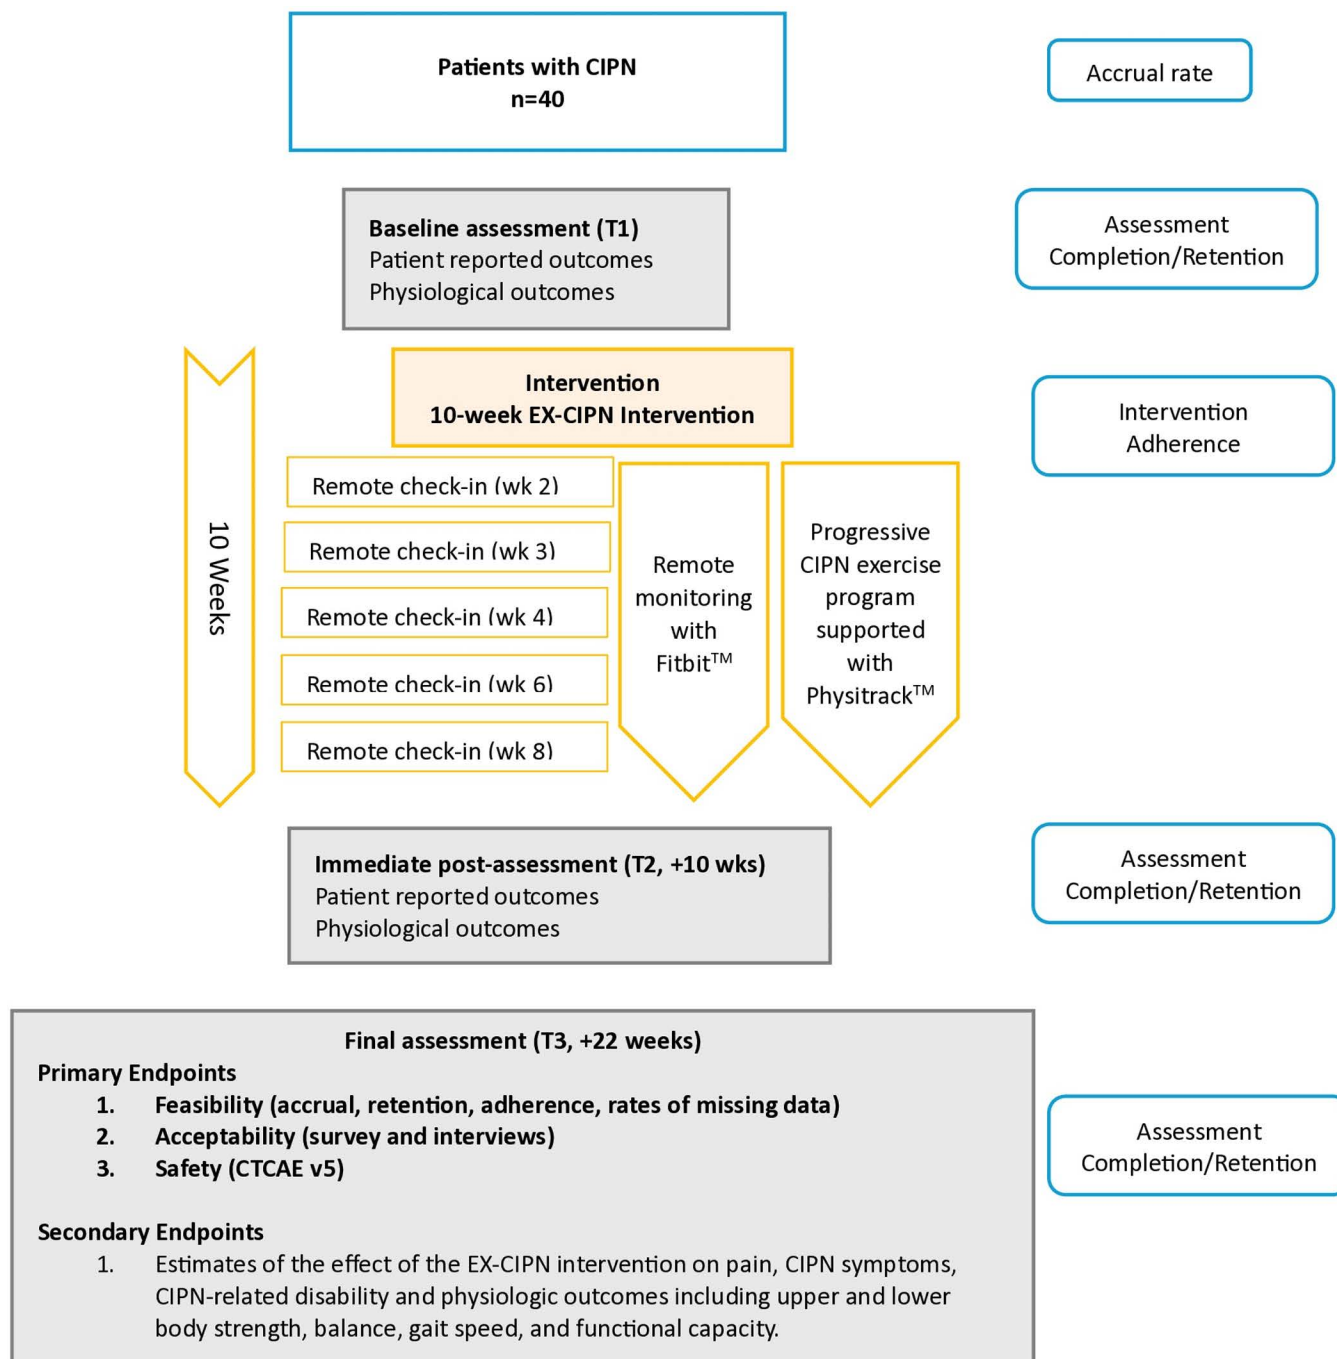 Patients with CIPN
n=40
Accrual rate
Baseline assessment (T1)
Patient reported outcomes
Physiological outcomes
Assessment
Completion/Retention
Intervention
10-week EX-CIPN Intervention
Intervention
Adherence
10 Weeks
Remote check-in (wk 2)
Remote check-in (wk 3)
Remote check-in (wk 4)
Remote check-in (wk 6)
Remote check-in (wk 8)
Remote
monitoring
with
Fitbit™
Progressive
CIPN exercise
program
supported
with
Physitrack™
Immediate post-assessment (T2, +10 wks)
Patient reported outcomes
Physiological outcomes
Assessment
Completion/Retention
Final assessment (T3, +22 weeks)
Primary Endpoints
1. Feasibility (accrual, retention, adherence, rates of missing data)
2. Acceptability (survey and interviews)
3. Safety (CTCAE v5)
Secondary Endpoints
1. Estimates of the effect of the EX-CIPN intervention on pain, CIPN symptoms,
CIPN-related disability and physiologic outcomes including upper and lower
body strength, balance, gait speed, and functional capacity.
Assessment
Completion/Retention